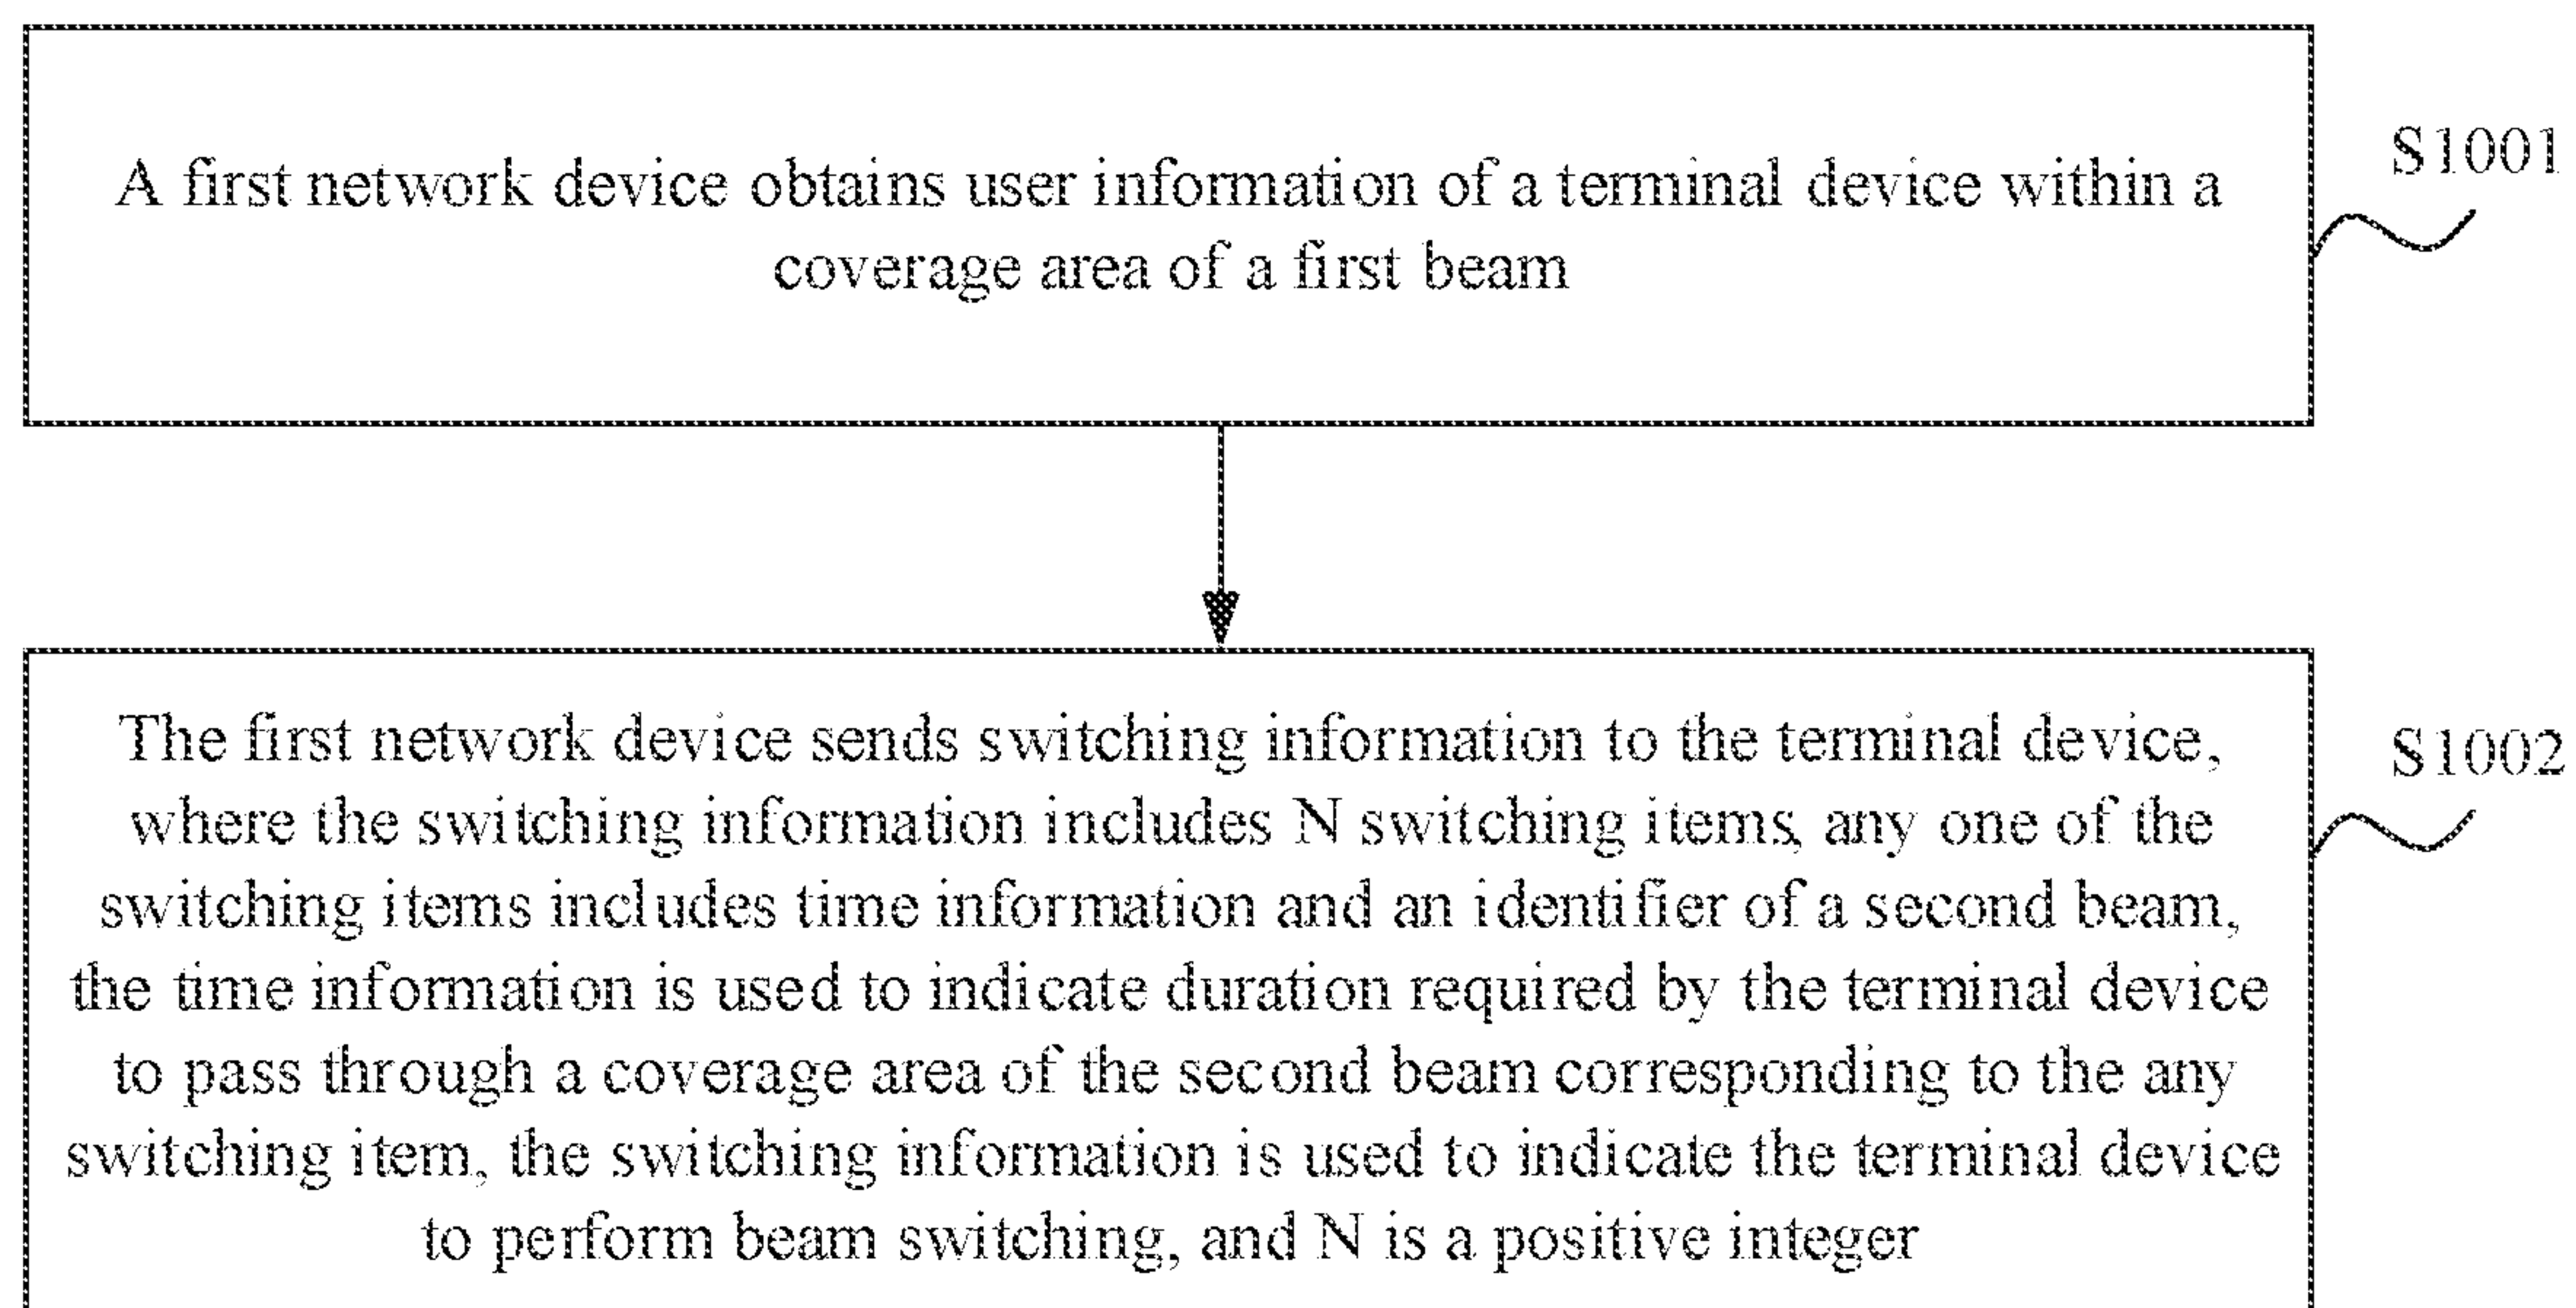 A first network device obtains user information of a terminal device within a
coverage area of a first beam
S1001
The first network device sends switching information to the terminal device,
where the switching information includes N switching items, any one of the
switching items includes time information and an identifier of a second beam,
the time information is used to indicate duration required by the terminal device
to pass through a coverage area of the second beam corresponding to the any
switching item, the switching information is used to indicate the terminal device
to perform beam switching, and N is a positive integer
S1002